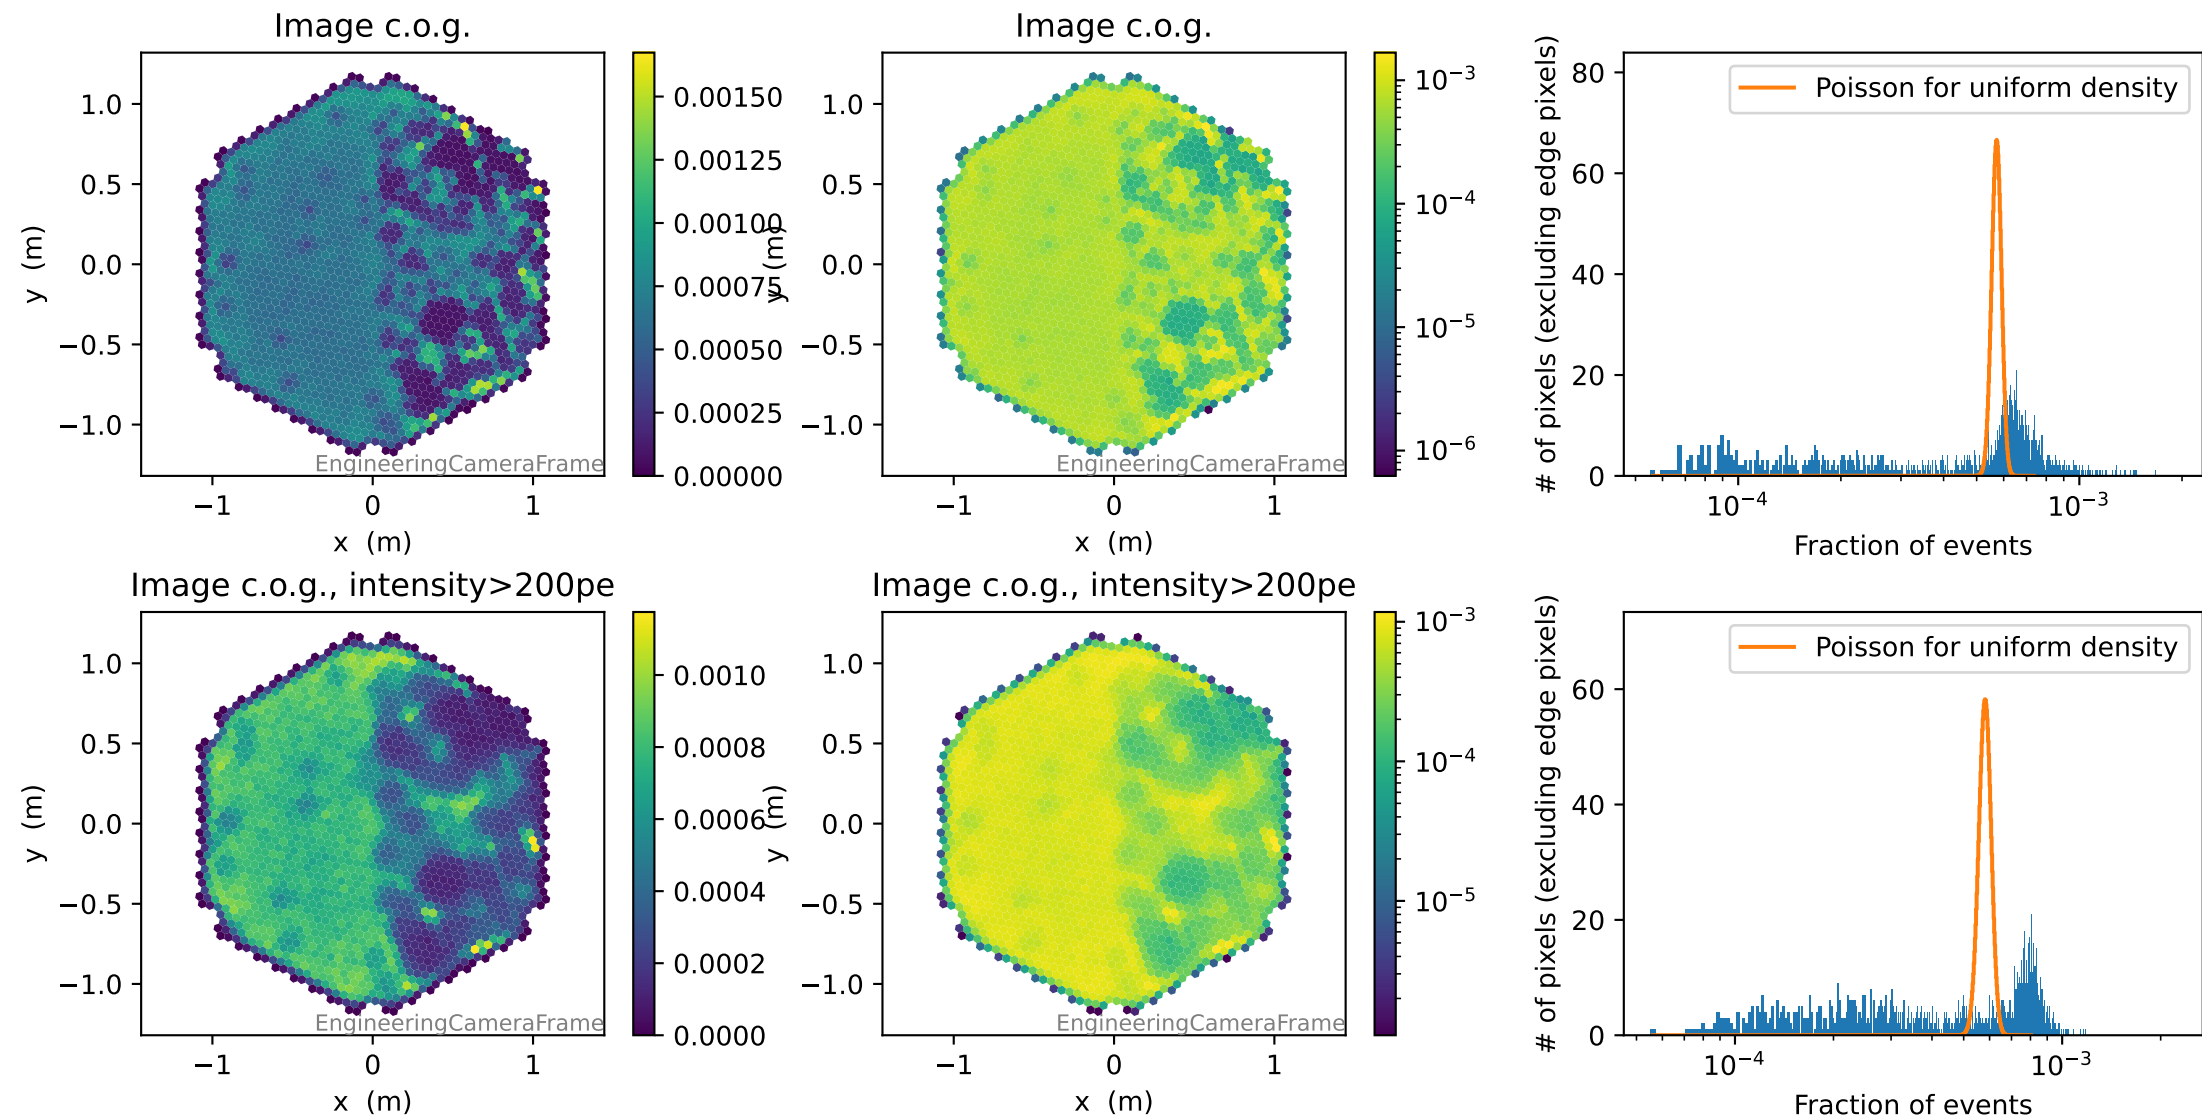 Image c.o.g.
1.0
0.5
0.0
−0.5
−1.0
y (m)
−1
0
1
x (m)
EngineeringCameraFrame
0.00150
0.00125
0.00100
0.00075
0.00050
0.00025
0.00000
Image c.o.g.
1.0
0.5
0.0
−0.5
−1.0
y (m)
−1
0
1
x (m)
EngineeringCameraFrame
10⁻³
10⁻⁴
10⁻⁵
10⁻⁶
# of pixels (excluding edge pixels)
80
60
40
20
0
Poisson for uniform density
10⁻⁴
10⁻³
Fraction of events
Image c.o.g., intensity>200pe
1.0
0.5
0.0
−0.5
−1.0
y (m)
−1
0
1
x (m)
EngineeringCameraFrame
0.0010
0.0008
0.0006
0.0004
0.0002
0.0000
Image c.o.g., intensity>200pe
1.0
0.5
0.0
−0.5
−1.0
y (m)
−1
0
1
x (m)
EngineeringCameraFrame
10⁻³
10⁻⁴
10⁻⁵
# of pixels (excluding edge pixels)
60
40
20
0
Poisson for uniform density
10⁻⁴
10⁻³
Fraction of events